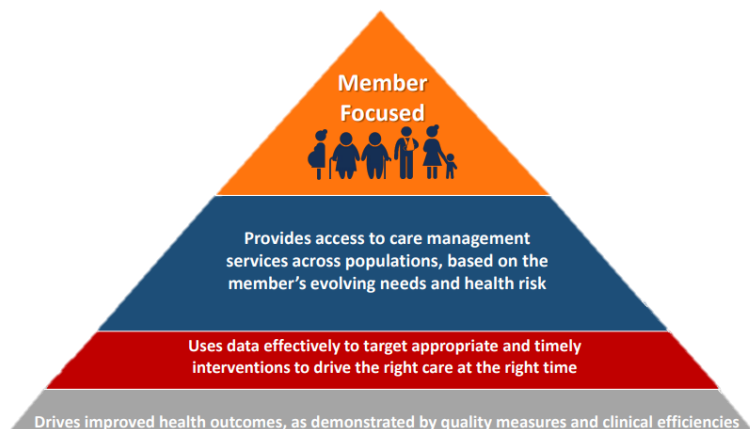 Member
Focused
Provides access to care management
services across populations, based on the
member's evolving needs and health risk
Uses data effectively to target appropriate and timely
interventions to drive the right care at the right time
Drives improved health outcomes, as demonstrated by quality measures and clinical efficiencies